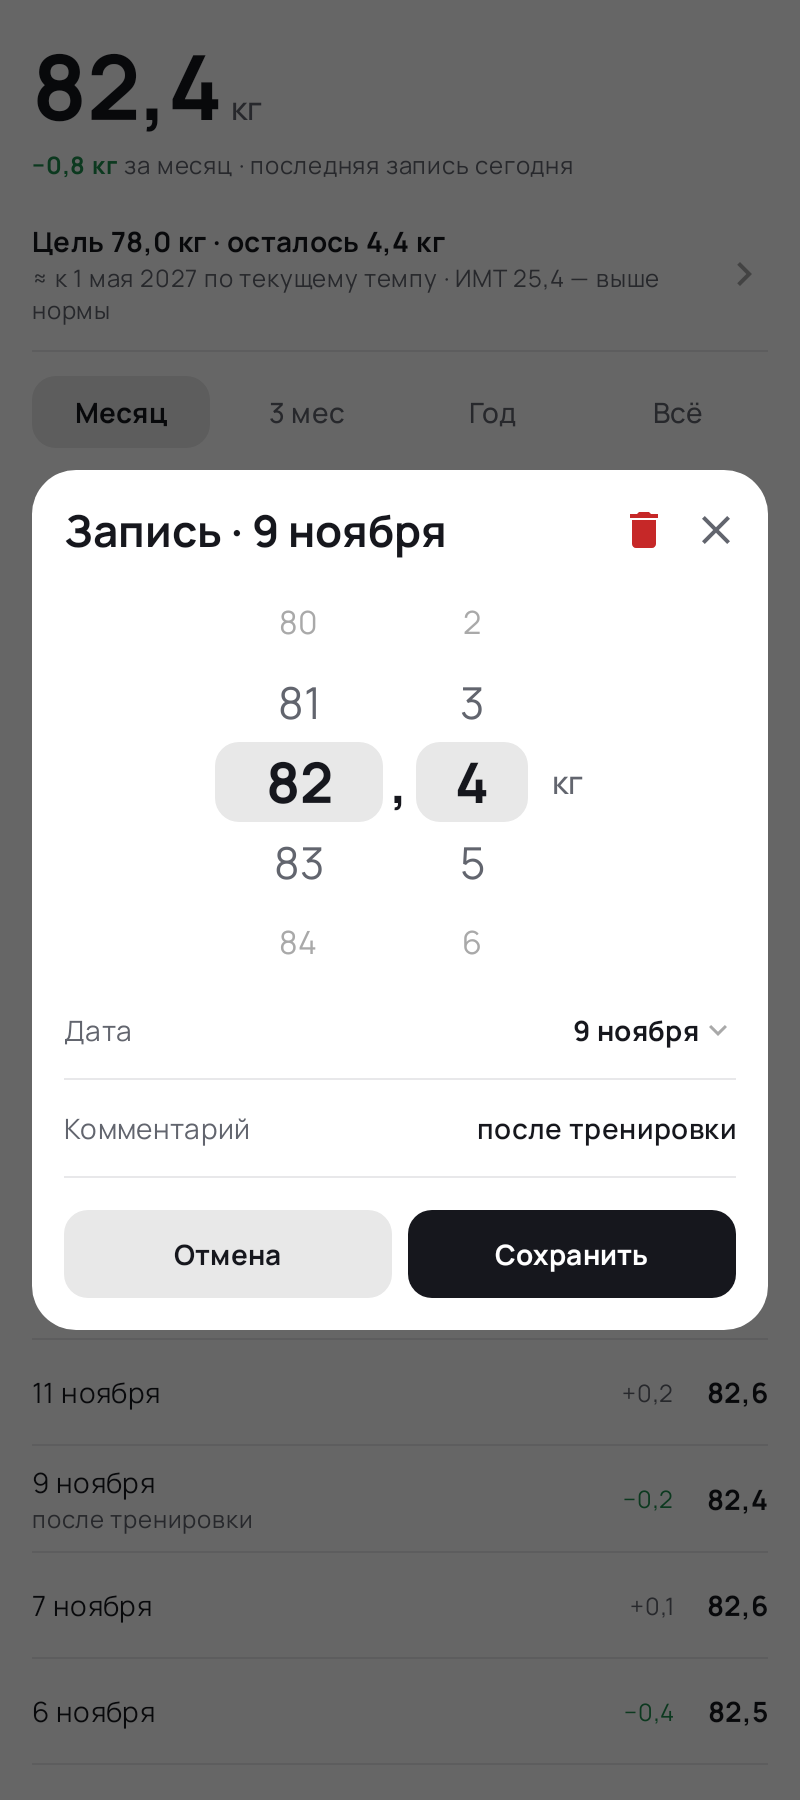 82,4 кг
−0,8 кг за месяц · последняя запись сегодня
Цель 78,0 кг · осталось 4,4 кг
≈ к 1 мая 2027 по текущему темпу · ИМТ 25,4 — выше
нормы
Месяц 3 мес Год Всё
Запись · 9 ноября
80 2
81 3
82 , 4 кг
83 5
84 6
Дата 9 ноября
Комментарий после тренировки
Отмена Сохранить
11 ноября +0,2 82,6
9 ноября −0,2 82,4
после тренировки
7 ноября +0,1 82,6
6 ноября −0,4 82,5